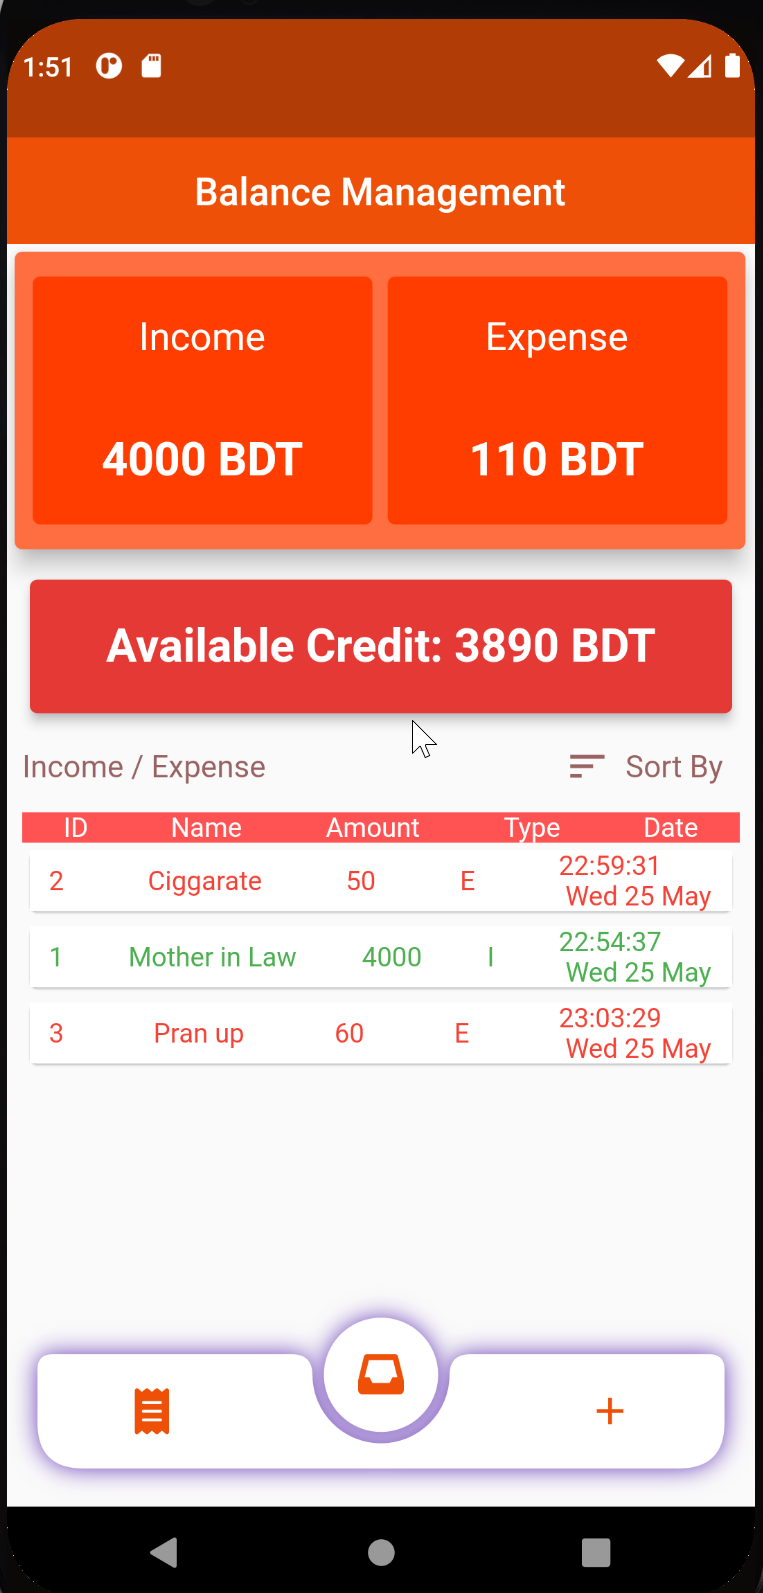 1:51
Balance Management
Income Expense
4000 BDT 110 BDT
Available Credit: 3890 BDT
Income / Expense Sort By
ID Name Amount Type Date
2 Ciggarate 50 E 22:59:31
Wed 25 May
1 Mother in Law 4000 I 22:54:37
Wed 25 May
3 Pran up 60 E 23:03:29
Wed 25 May